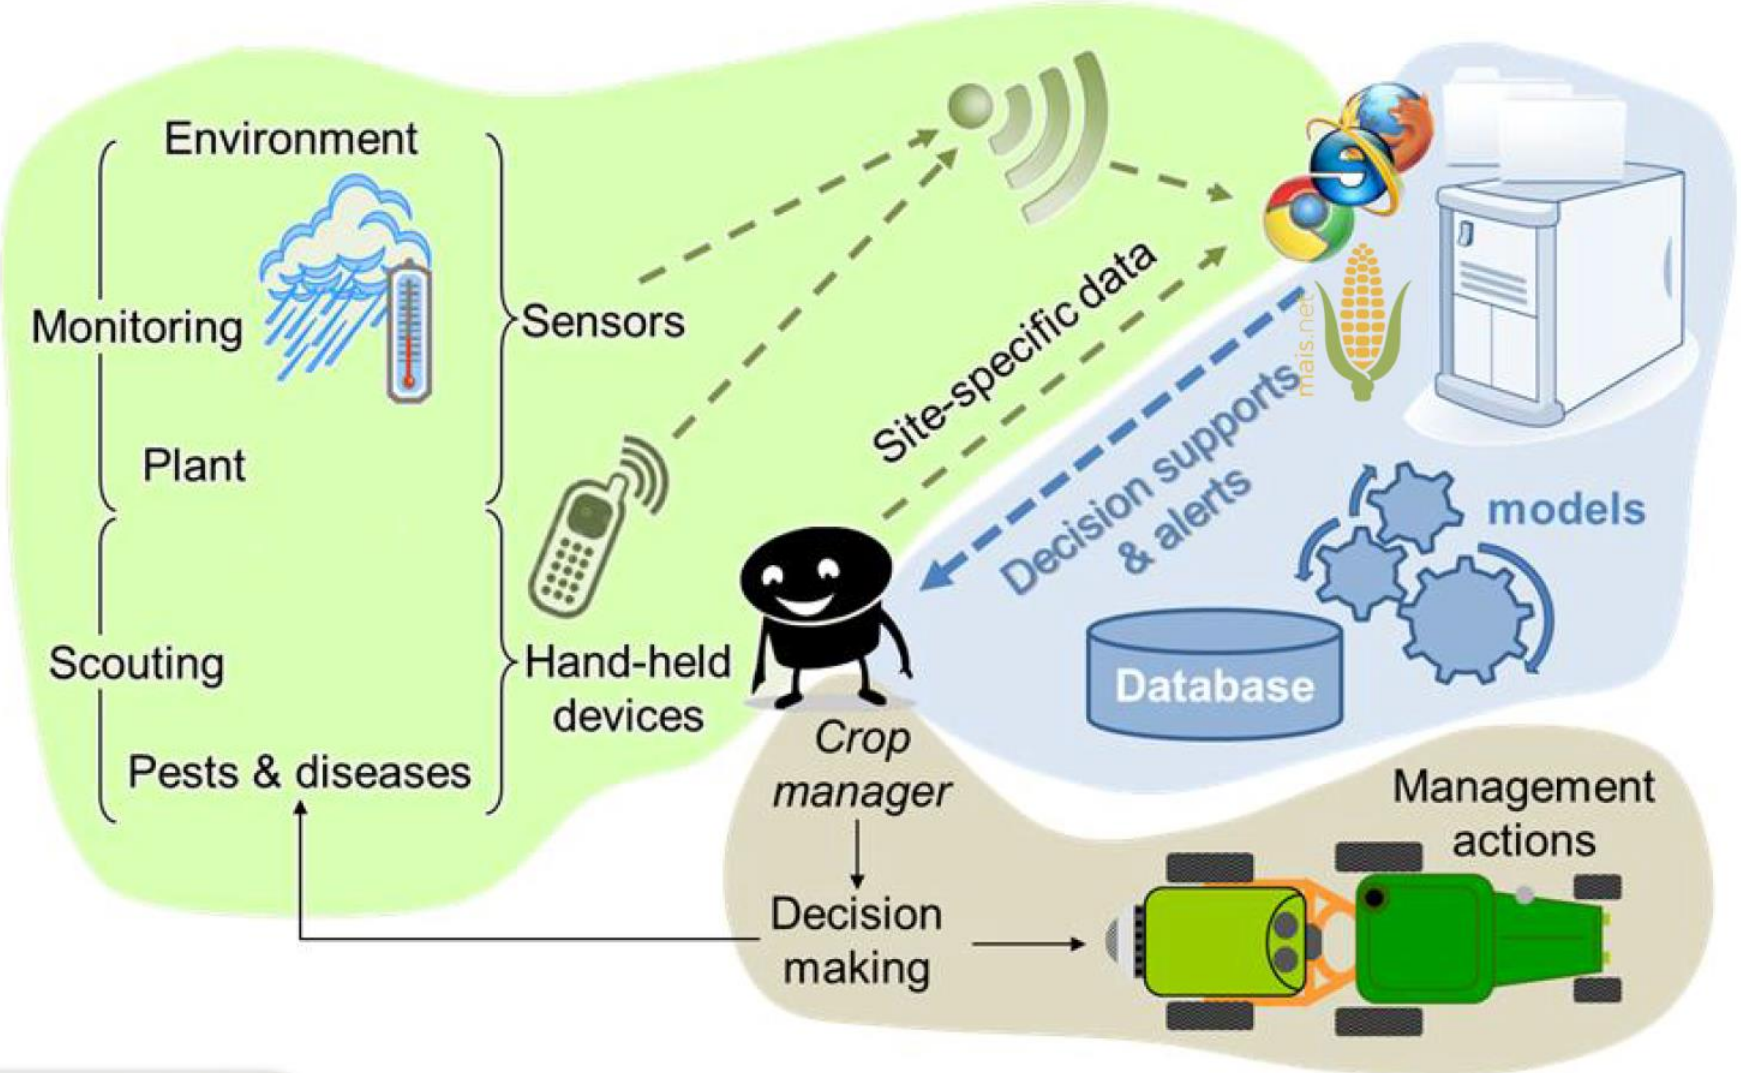 Environment
Monitoring
Plant
Sensors
Scouting
Pests & diseases
Hand-held
devices
Site-specific data
mais.net
Decision supports
& alerts
models
Database
Crop
manager
Decision
making
Management
actions